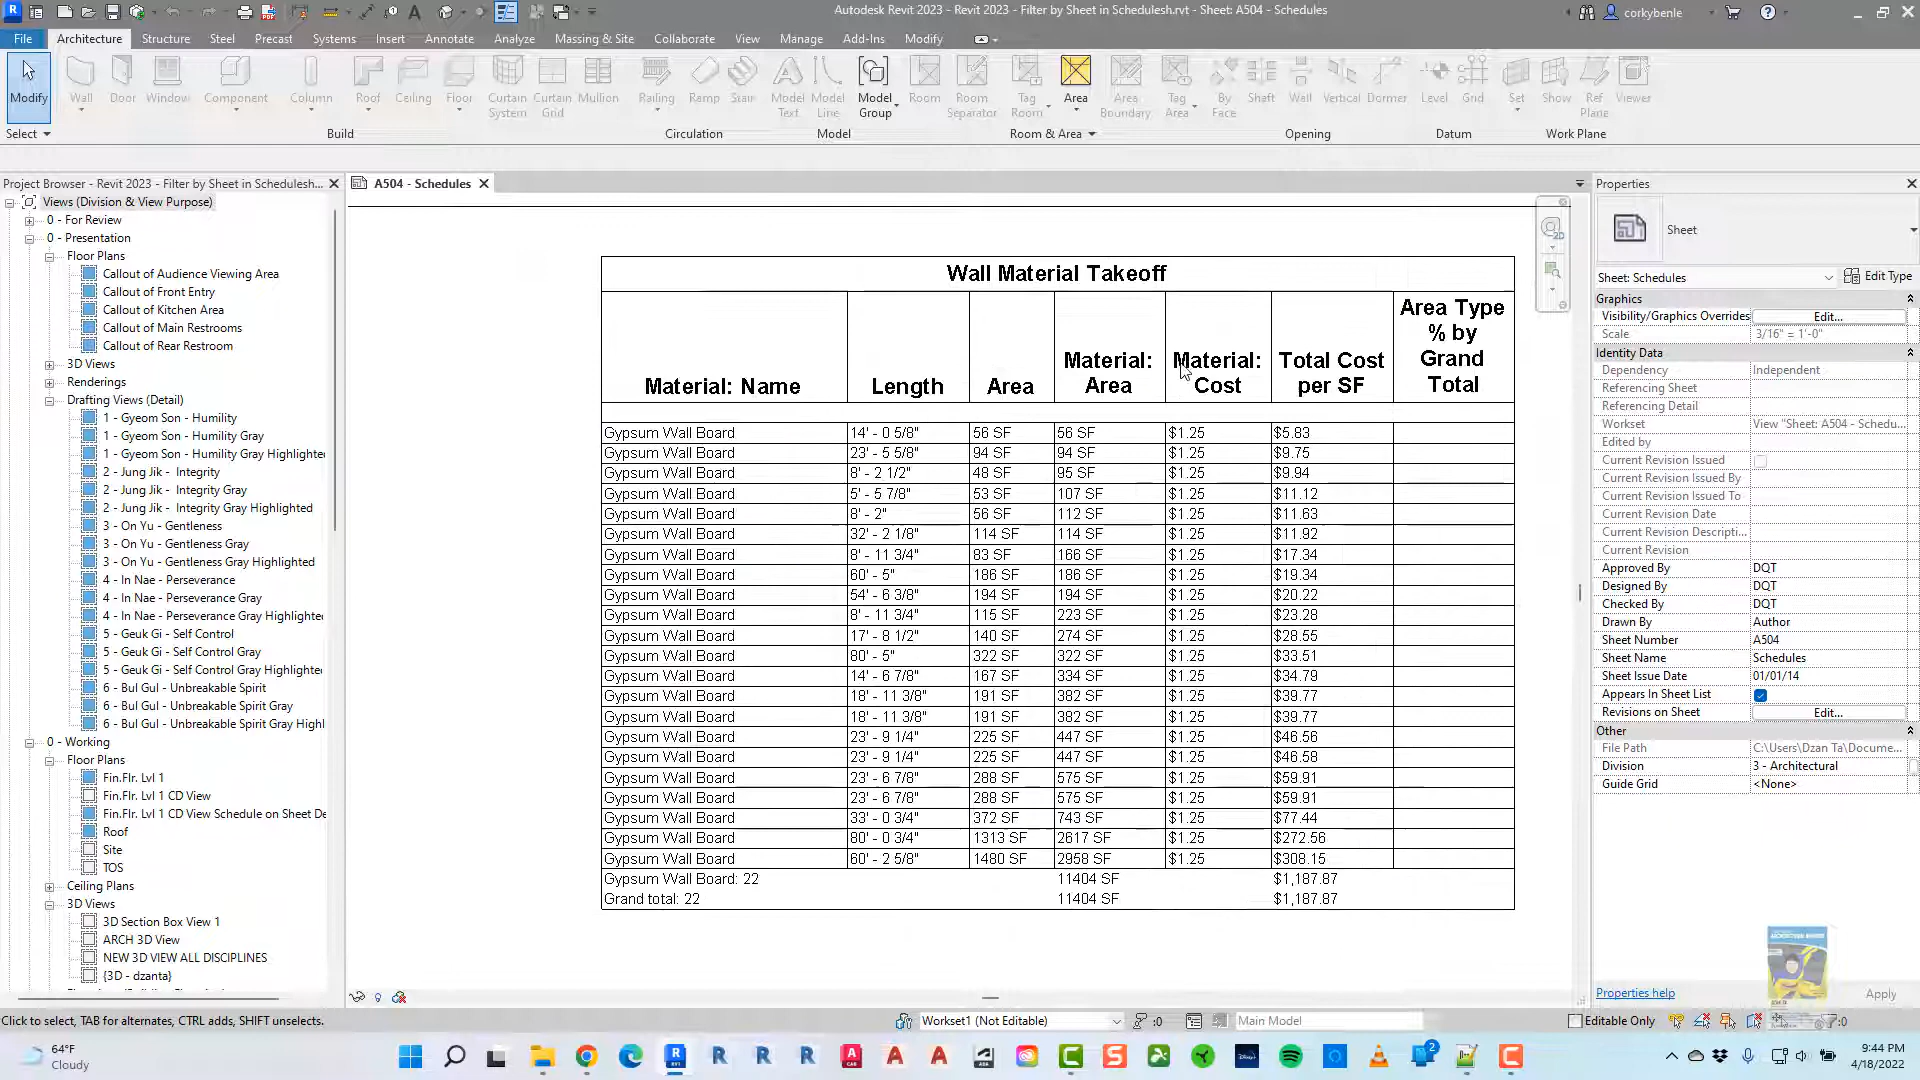 Autodesk Revit 2023 - Revit 2023 - Filter by Sheet in Schedulesh.rvt - Sheet: A504 - Schedules
corkybenle
File Architecture Structure Steel Precast Systems Insert Annotate Analyze Massing & Site Collaborate View Manage Add-Ins Modify
Modify Wall Door Window Component Column Roof Ceiling Floor Curtain System Curtain Grid Mullion Railing Ramp Stair Model Text Model Line Model Group Room Room Separator Tag Room Area Area Boundary Tag Area By Face Shaft Wall Vertical Dormer Level Grid Set Show Ref Plane Viewer
Select Build Circulation Model Room & Area Opening Datum Work Plane
Project Browser - Revit 2023 - Filter by Sheet in Schedulesh...
Views (Division & View Purpose)
0 - For Review
0 - Presentation
Floor Plans
Callout of Audience Viewing Area
Callout of Front Entry
Callout of Kitchen Area
Callout of Main Restrooms
Callout of Rear Restroom
3D Views
Renderings
Drafting Views (Detail)
1 - Gyeom Son - Humility
1 - Gyeom Son - Humility Gray
1 - Gyeom Son - Humility Gray Highlighte
2 - Jung Jik - Integrity
2 - Jung Jik - Integrity Gray
2 - Jung Jik - Integrity Gray Highlighted
3 - On Yu - Gentleness
3 - On Yu - Gentleness Gray
3 - On Yu - Gentleness Gray Highlighted
4 - In Nae - Perseverance
4 - In Nae - Perseverance Gray
4 - In Nae - Perseverance Gray Highlighte
5 - Geuk Gi - Self Control
5 - Geuk Gi - Self Control Gray
5 - Geuk Gi - Self Control Gray Highlighte
6 - Bul Gul - Unbreakable Spirit
6 - Bul Gul - Unbreakable Spirit Gray
6 - Bul Gul - Unbreakable Spirit Gray Highl
0 - Working
Floor Plans
Fin.Flr. Lvl 1
Fin.Flr. Lvl 1 CD View
Fin.Flr. Lvl 1 CD View Schedule on Sheet De
Roof
Site
TOS
Ceiling Plans
3D Views
3D Section Box View 1
ARCH 3D View
NEW 3D VIEW ALL DISCIPLINES
{3D - dzanta}
A504 - Schedules
Wall Material Takeoff
Material: Name Length Area Material: Area Material: Cost Total Cost per SF Area Type % by Grand Total
Gypsum Wall Board 14' - 0 5/8" 56 SF 56 SF $1.25 $5.83
Gypsum Wall Board 23' - 5 5/8" 94 SF 94 SF $1.25 $9.75
Gypsum Wall Board 8' - 2 1/2" 48 SF 95 SF $1.25 $9.94
Gypsum Wall Board 5' - 5 7/8" 53 SF 107 SF $1.25 $11.12
Gypsum Wall Board 8' - 2" 56 SF 112 SF $1.25 $11.63
Gypsum Wall Board 32' - 2 1/8" 114 SF 114 SF $1.25 $11.92
Gypsum Wall Board 8' - 11 3/4" 83 SF 166 SF $1.25 $17.34
Gypsum Wall Board 60' - 5" 186 SF 186 SF $1.25 $19.34
Gypsum Wall Board 54' - 6 3/8" 194 SF 194 SF $1.25 $20.22
Gypsum Wall Board 8' - 11 3/4" 115 SF 223 SF $1.25 $23.28
Gypsum Wall Board 17' - 8 1/2" 140 SF 274 SF $1.25 $28.55
Gypsum Wall Board 80' - 5" 322 SF 322 SF $1.25 $33.51
Gypsum Wall Board 14' - 6 7/8" 167 SF 334 SF $1.25 $34.79
Gypsum Wall Board 18' - 11 3/8" 191 SF 382 SF $1.25 $39.77
Gypsum Wall Board 18' - 11 3/8" 191 SF 382 SF $1.25 $39.77
Gypsum Wall Board 23' - 9 1/4" 225 SF 447 SF $1.25 $46.56
Gypsum Wall Board 23' - 9 1/4" 225 SF 447 SF $1.25 $46.58
Gypsum Wall Board 23' - 6 7/8" 288 SF 575 SF $1.25 $59.91
Gypsum Wall Board 23' - 6 7/8" 288 SF 575 SF $1.25 $59.91
Gypsum Wall Board 33' - 0 3/4" 372 SF 743 SF $1.25 $77.44
Gypsum Wall Board 80' - 0 3/4" 1313 SF 2617 SF $1.25 $272.56
Gypsum Wall Board 60' - 2 5/8" 1480 SF 2958 SF $1.25 $308.15
Gypsum Wall Board: 22 11404 SF $1,187.87
Grand total: 22 11404 SF $1,187.87
Properties
Sheet
Sheet: Schedules Edit Type
Graphics
Visibility/Graphics Overrides Edit...
Scale 3/16" = 1'-0"
Identity Data
Dependency Independent
Referencing Sheet
Referencing Detail
Workset View "Sheet: A504 - Schedu...
Edited by
Current Revision Issued
Current Revision Issued By
Current Revision Issued To
Current Revision Date
Current Revision Descripti...
Current Revision
Approved By DQT
Designed By DQT
Checked By DQT
Drawn By Author
Sheet Number A504
Sheet Name Schedules
Sheet Issue Date 01/01/14
Appears In Sheet List
Revisions on Sheet Edit...
Other
File Path C:\Users\Dzan Ta\Docume...
Division 3 - Architectural
Guide Grid <None>
Properties help Apply
Click to select, TAB for alternates, CTRL adds, SHIFT unselects.
Workset1 (Not Editable) :0 Main Model Editable Only :0
64°F
Cloudy
9:44 PM
4/18/2022